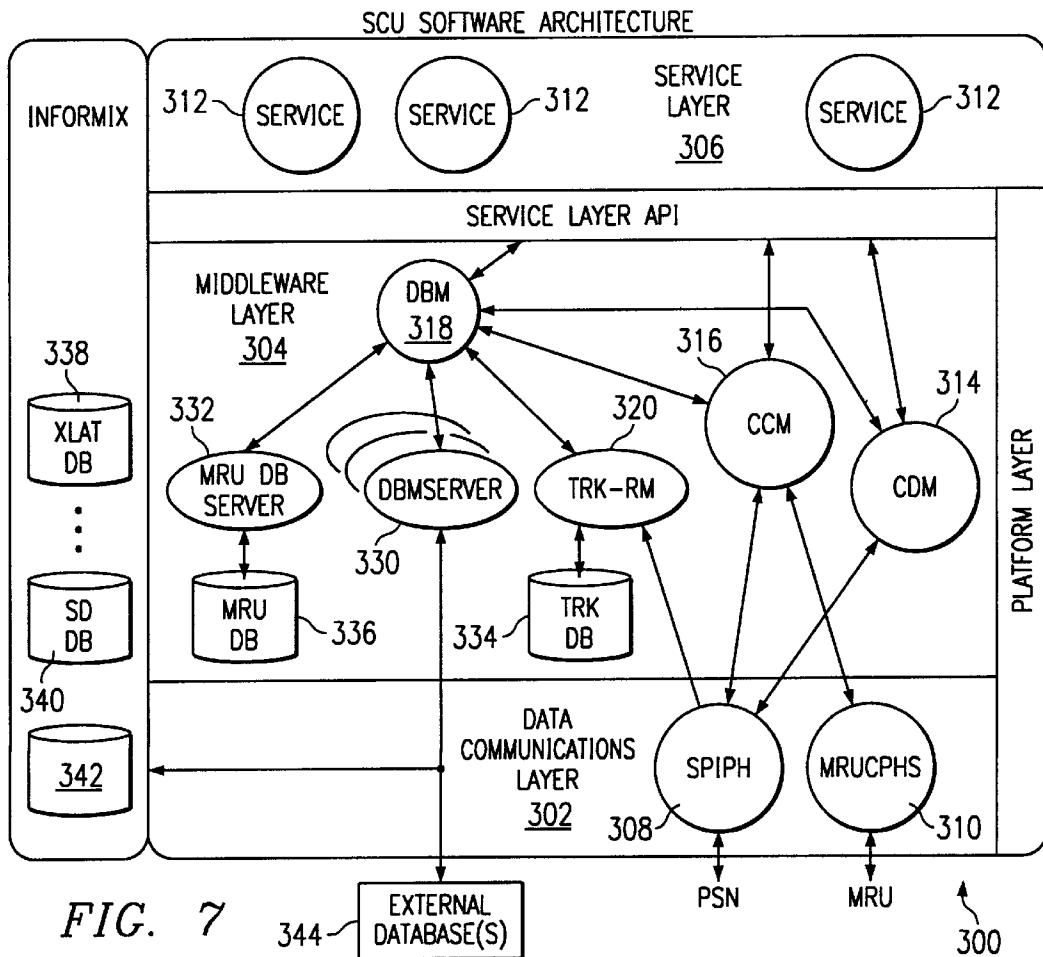 SCU SOFTWARE ARCHITECTURE
INFORMIX
312
SERVICE
SERVICE
312
SERVICE
LAYER
306
312
SERVICE
SERVICE LAYER API
MIDDLEWARE
LAYER
304
DBM
318
316
CCM
314
CDM
PLATFORM LAYER
338
XLAT
DB
332
MRU DB
SERVER
DBMSERVER
330
320
TRK-RM
SD
DB
340
MRU
DB
336
334
TRK
DB
342
DATA
COMMUNICATIONS
LAYER
302
SPIPH
308
MRUCPHS
310
PSN
MRU
300
FIG. 7
344
EXTERNAL
DATABASE(S)